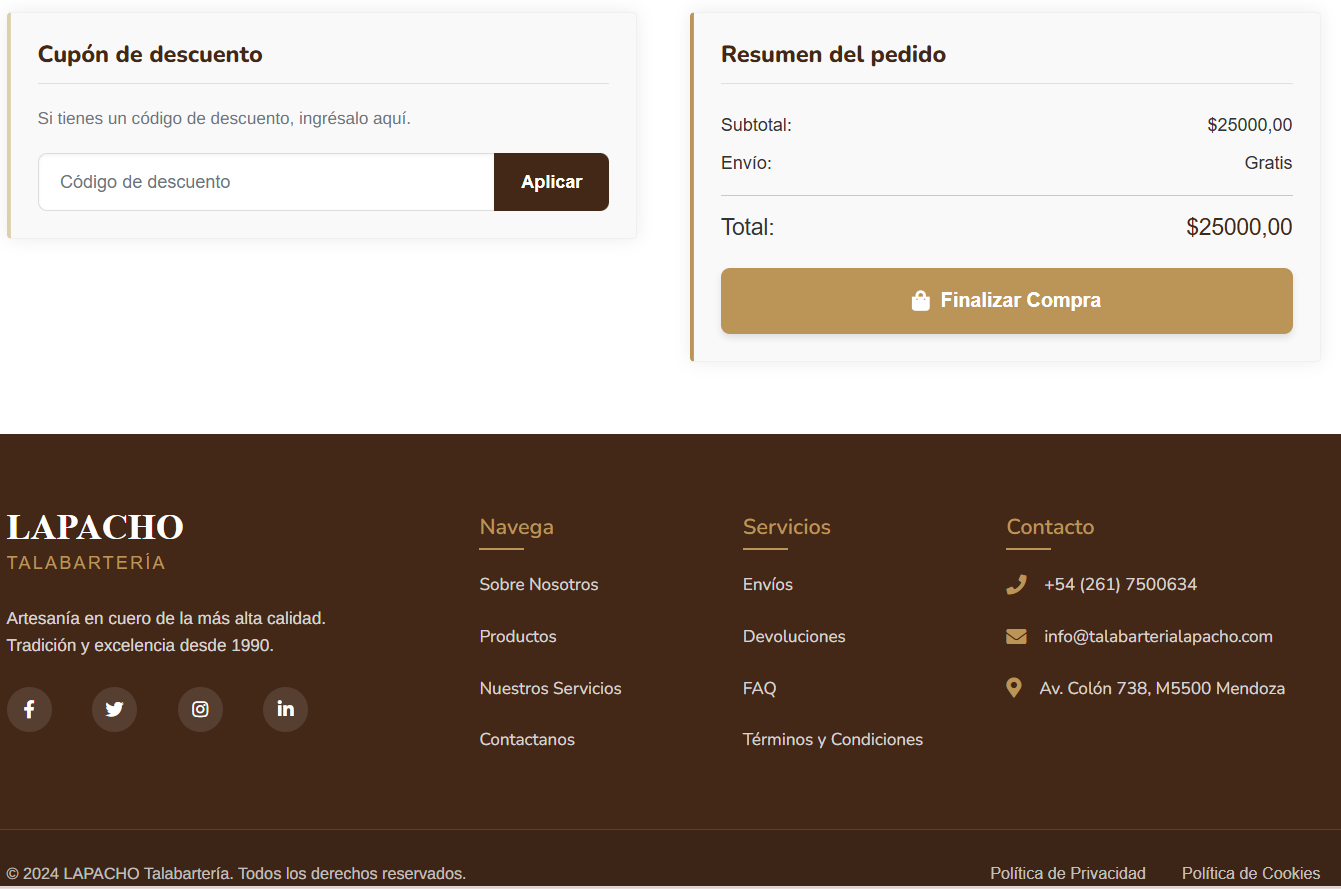 Cupón de descuento
Si tienes un código de descuento, ingrésalo aquí.
Código de descuento
Aplicar
Resumen del pedido
Subtotal: $25000,00
Envío: Gratis
Total: $25000,00
Finalizar Compra
LAPACHO
TALABARTERÍA
Artesanía en cuero de la más alta calidad.
Tradición y excelencia desde 1990.
Navega
Sobre Nosotros
Productos
Nuestros Servicios
Contactanos
Servicios
Envíos
Devoluciones
FAQ
Términos y Condiciones
Contacto
+54 (261) 7500634
info@talabarterialapacho.com
Av. Colón 738, M5500 Mendoza
© 2024 LAPACHO Talabartería. Todos los derechos reservados.
Política de Privacidad Política de Cookies